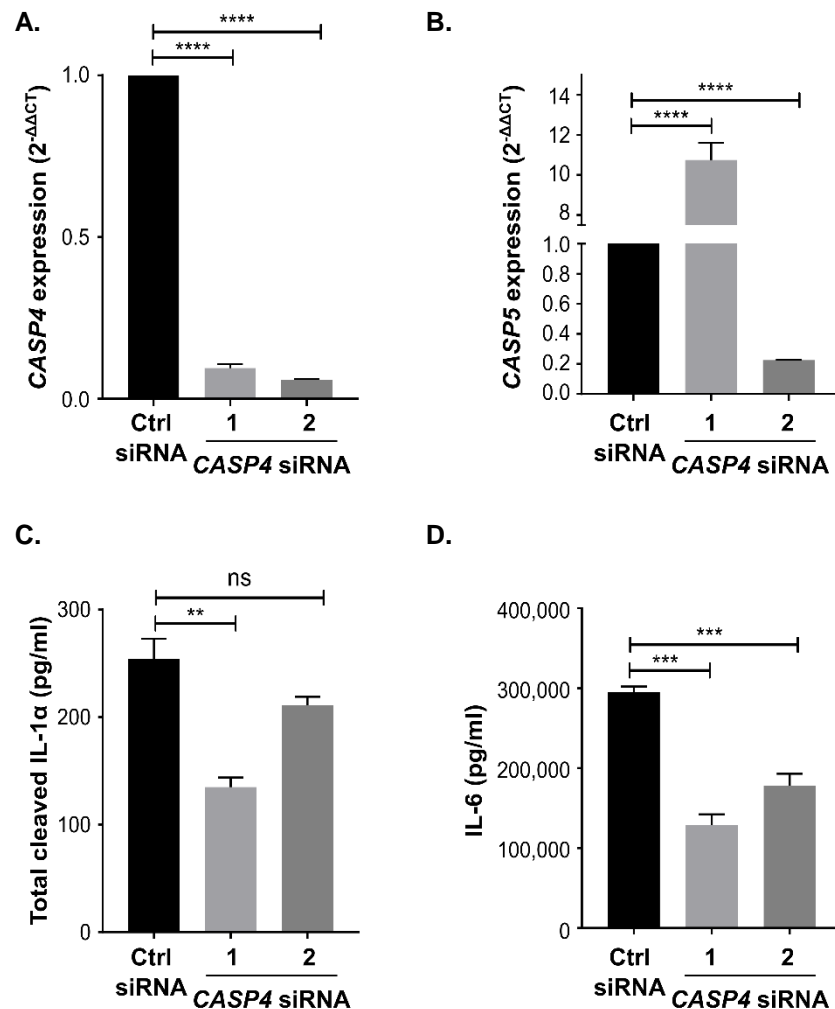 A.
****
****
CASP4 expression (2-ΔΔCT)
1.0
0.5
0.0
Ctrl
siRNA
1
2
CASP4 siRNA
B.
****
****
CASP5 expression (2-ΔΔCT)
14
12
10
8
1.0
0.8
0.6
0.4
0.2
0.0
Ctrl
siRNA
1
2
CASP4 siRNA
C.
ns
**
Total cleaved IL-1α (pg/ml)
300
200
100
0
Ctrl
siRNA
1
2
CASP4 siRNA
D.
***
***
IL-6 (pg/ml)
400,000
300,000
200,000
100,000
0
Ctrl
siRNA
1
2
CASP4 siRNA